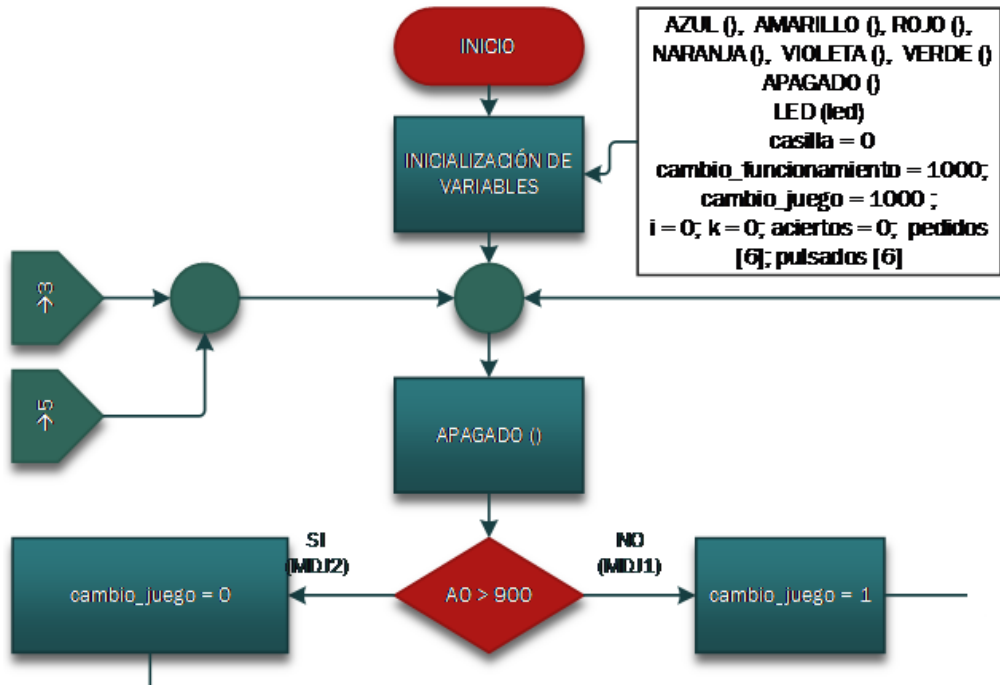 INICIO
AZUL (), AMARILLO (), ROJO (),
NARANJA (), VIOLETA (), VERDE ()
APAGADO ()
LED (led)
casilla = 0
cambio_funcionamiento = 1000;
cambio_juego = 1000 ;
i = 0; k = 0; aciertos = 0; pedidos
[6]; pulsados [6]
INICIALIZACIÓN DE
VARIABLES
→3
→5
APAGADO ()
SI
(MDJ2)
NO
(MDJ1)
cambio_juego = 0
A0 > 900
cambio_juego = 1